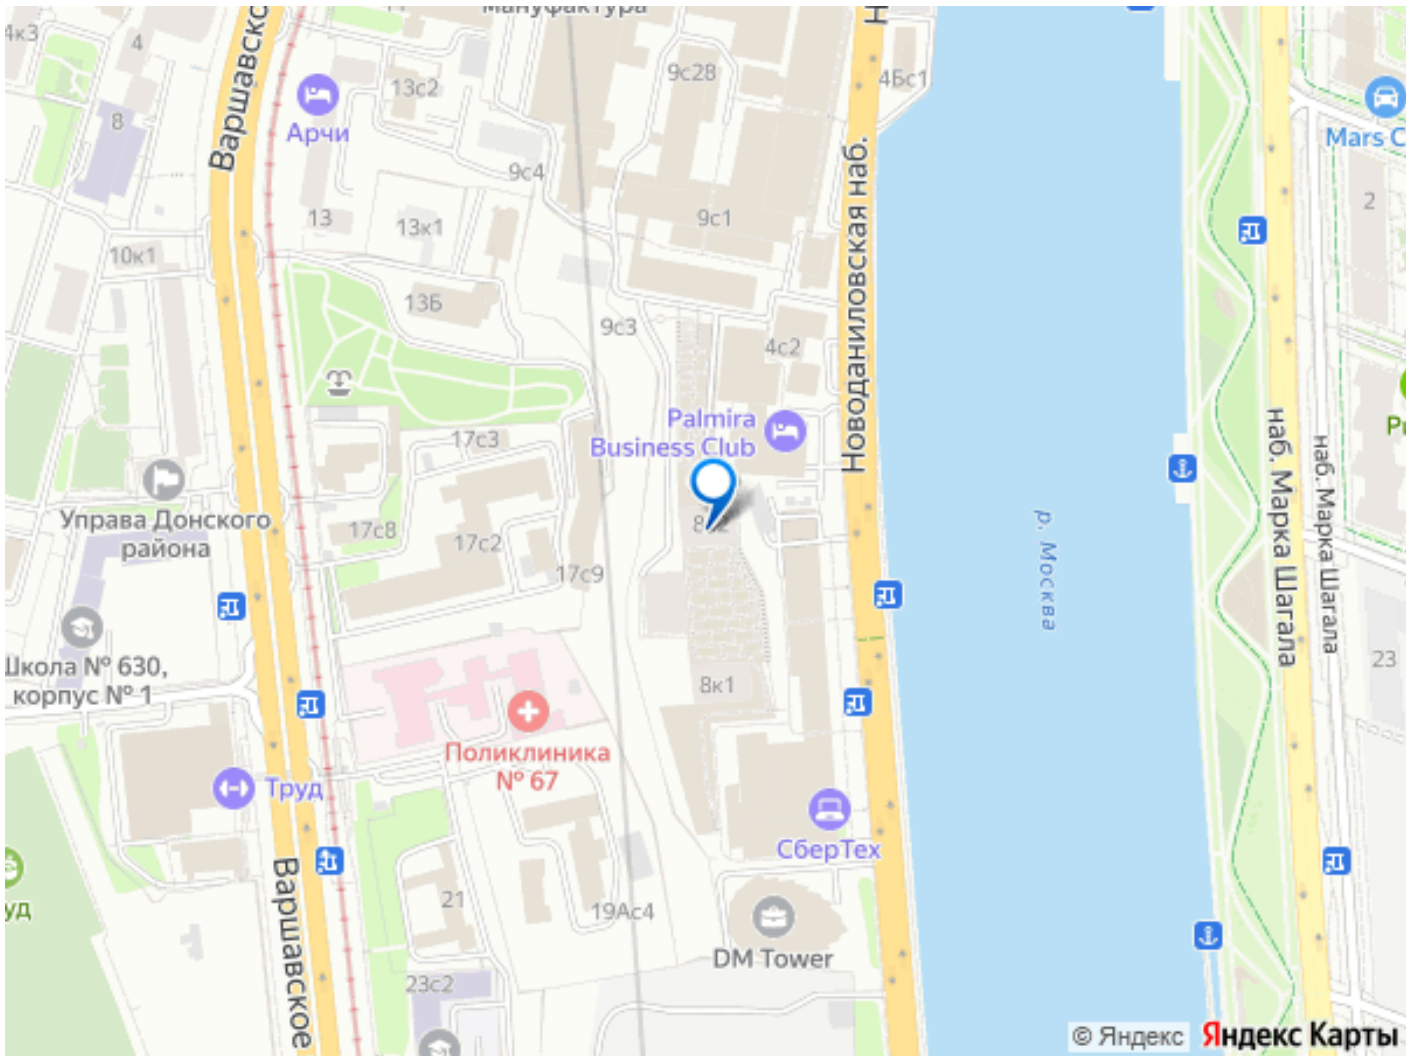 мануфактура
4к3
4
Варшавско
9с28
13с2
4Бс1
Арчи
8
Mars C
9с4
Новоданиловская наб.
2
13
13к1
9с1
10к1
13Б
9с3
4с2
Palmira
Business Club
17с3
наб. Марка Шагала
наб. Марка Шагала
Управа Донского
района
17с8
17с2
р. Москва
17с9
Школа № 630,
корпус № 1
23
8к1
Поликлиника
№ 67
Труд
СберТех
Варшавское
21
уд
19Ас4
DM Tower
23с2
© Яндекс
Яндекс Карты